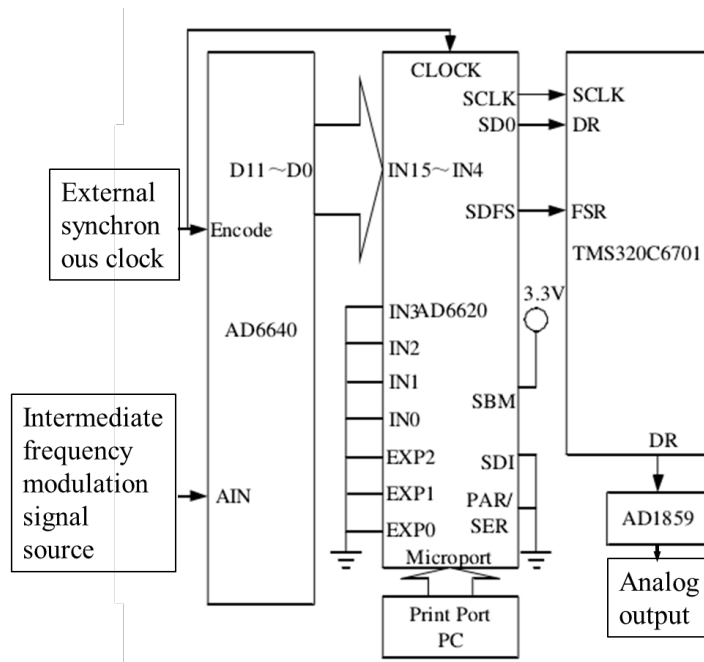 External
synchron
ous clock
Intermediate
frequency
modulation
signal
source
D11～D0
Encode
AD6640
AIN
CLOCK
SCLK
SD0
IN15～IN4
SDFS
IN3
AD6620
IN2
IN1
IN0
EXP2
EXP1
EXP0
SBM
SDI
PAR/
SER
Microport
Print Port
PC
3.3V
SCLK
DR
FSR
TMS320C6701
DR
AD1859
Analog
output